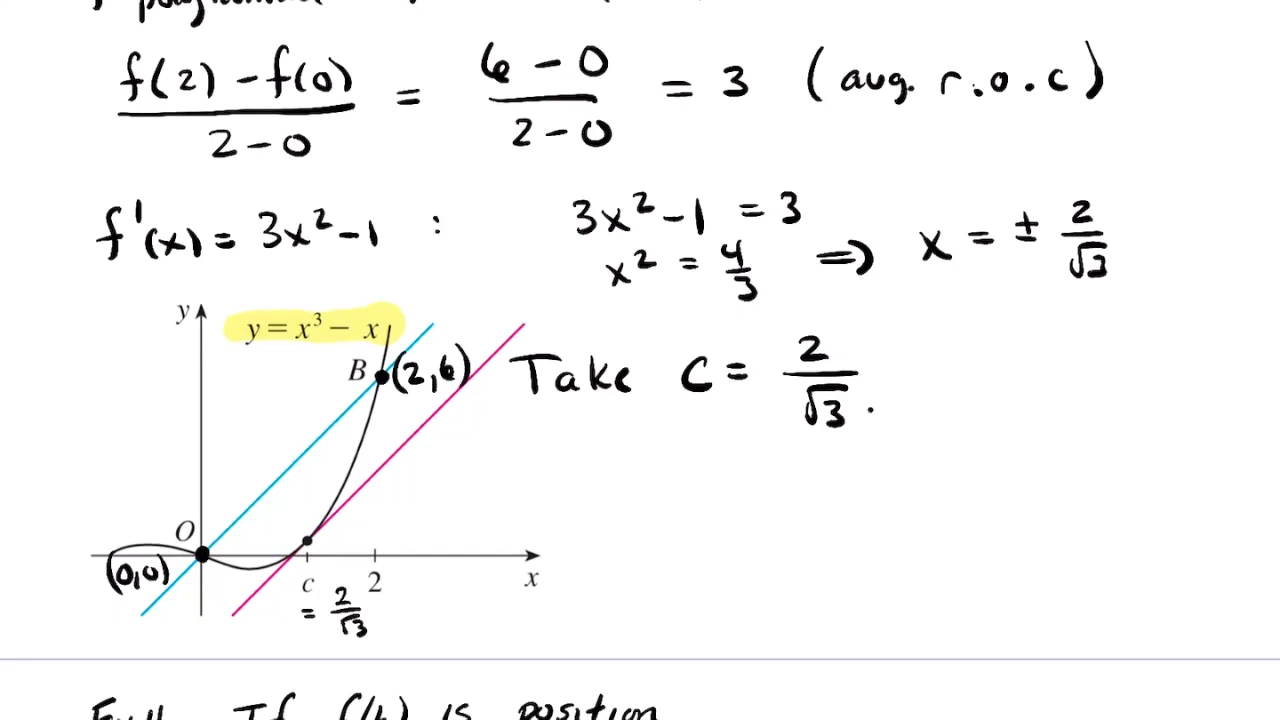 f(2) - f(0) / 2 - 0 = 6 - 0 / 2 - 0 = 3 (avg. r.o.c)
f'(x) = 3x² - 1 : 3x² - 1 = 3
x² = 4/3 ⇒ x = ± 2/√3
y
y = x³ - x
B (2,6)
Take c = 2/√3.
O
(0,0)
c 2 x
= 2/√3
If is position